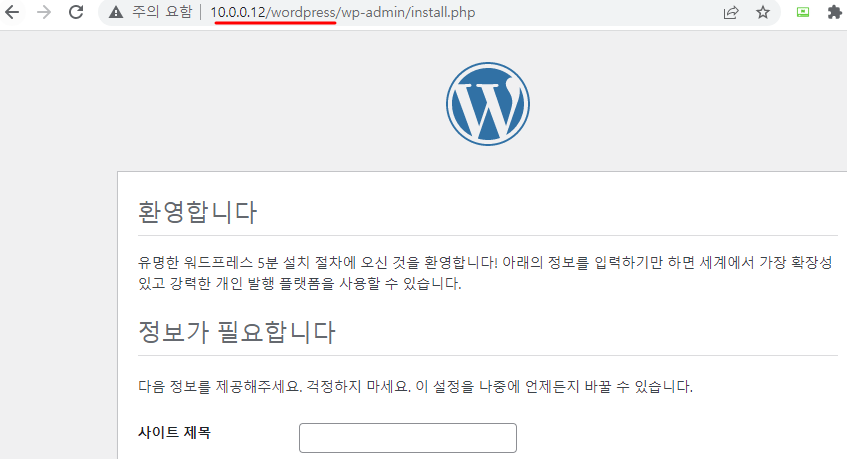 주의 요함 | 10.0.0.12/wordpress/wp-admin/install.php
W
환영합니다
유명한 워드프레스 5분 설치 절차에 오신 것을 환영합니다! 아래의 정보를 입력하기만 하면 세계에서 가장 확장성
있고 강력한 개인 발행 플랫폼을 사용할 수 있습니다.
정보가 필요합니다
다음 정보를 제공해주세요. 걱정하지 마세요. 이 설정을 나중에 언제든지 바꿀 수 있습니다.
사이트 제목